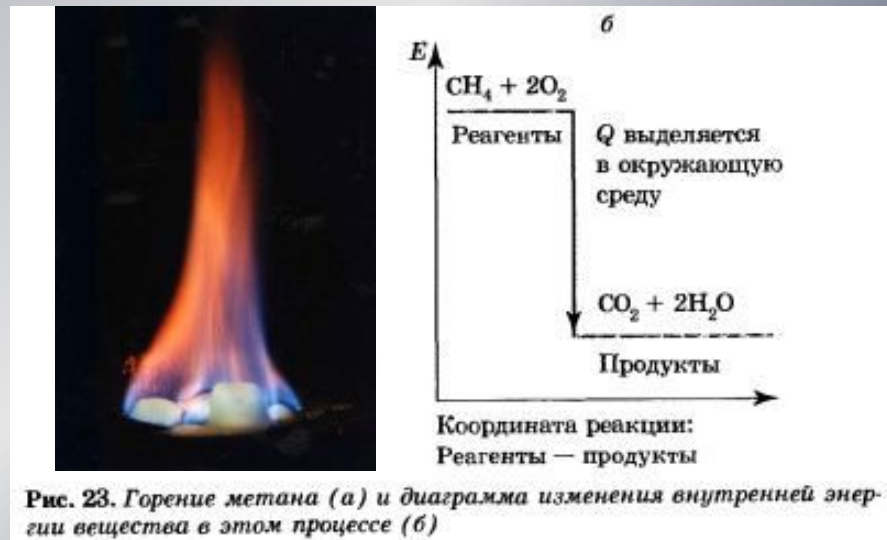 б
E
CH₄ + 2O₂
Реагенты
Q выделяется
в окружающую
среду
CO₂ + 2H₂O
Продукты
Координата реакции:
Реагенты — продукты
Рис. 23. Горение метана (а) и диаграмма изменения внутренней энер-
гии вещества в этом процессе (б)